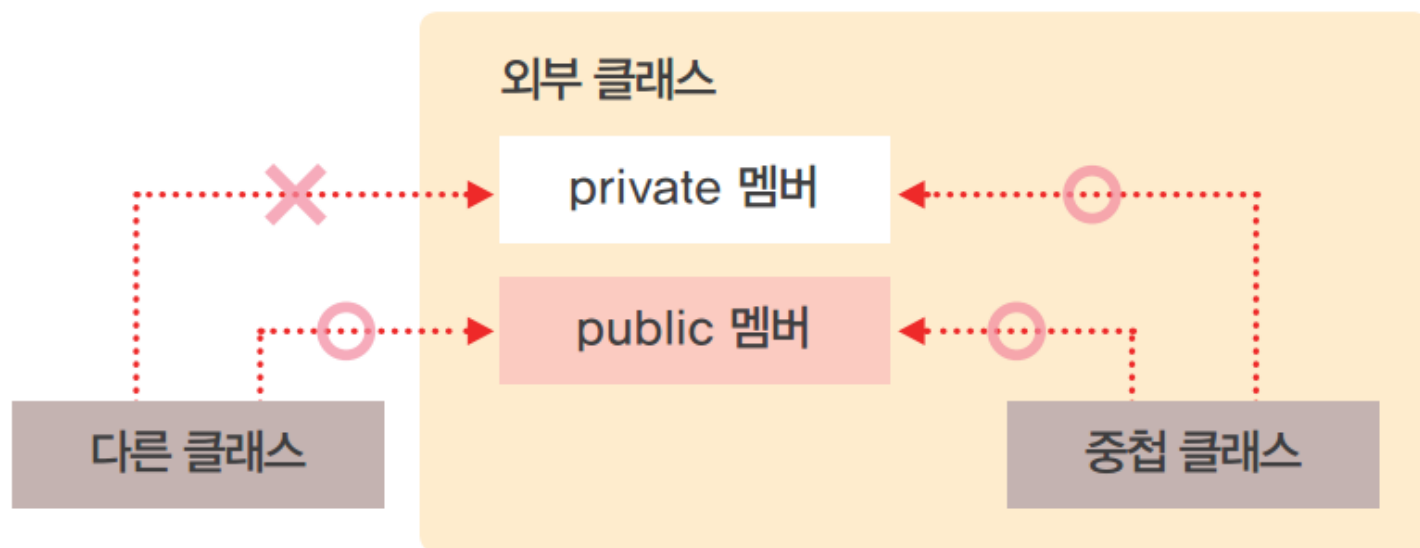 외부 클래스
private 멤버
public 멤버
다른 클래스
중첩 클래스